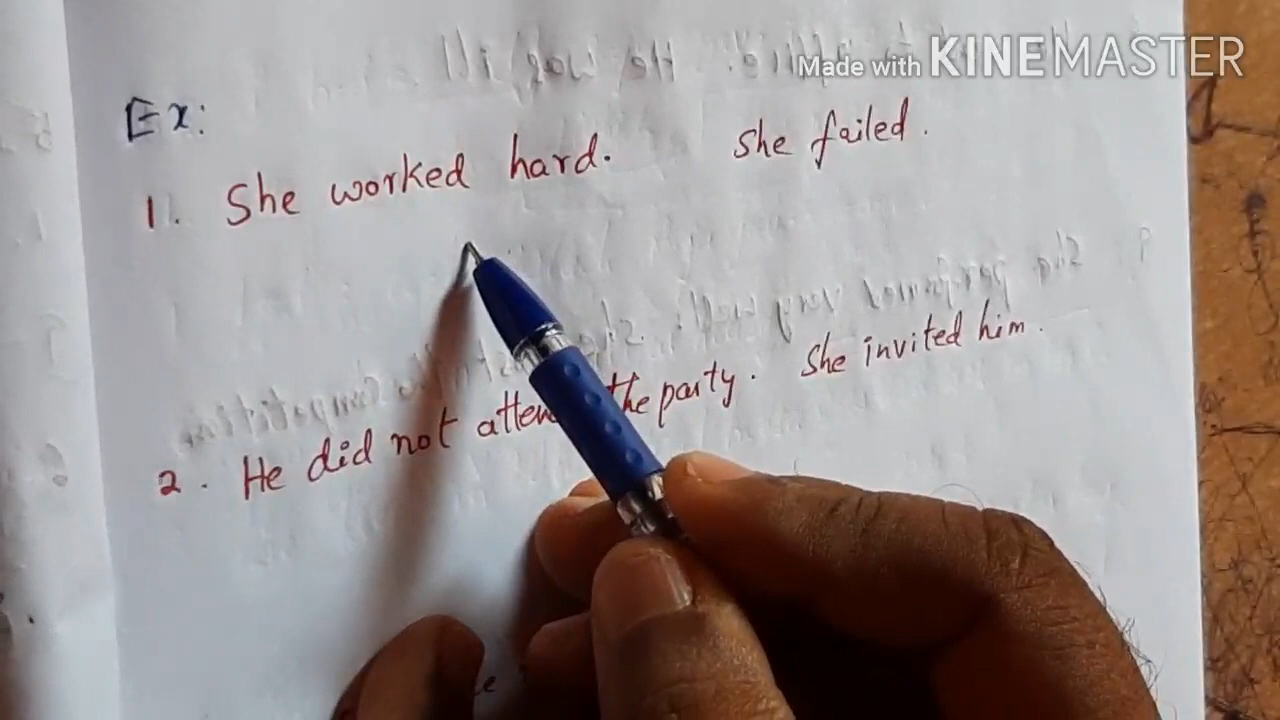 Made with KINEMASTER
Ex:
1. She worked hard. She failed.
2. He did not the party. She invited him.